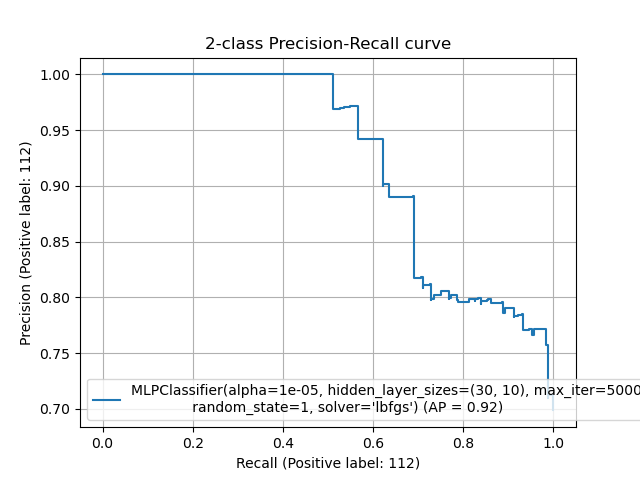 2-class Precision-Recall curve
1.00
0.95
0.90
0.85
0.80
0.75
0.70
Precision (Positive label: 112)
MLPClassifier(alpha=1e-05, hidden_layer_sizes=(30, 10), max_iter=5000
random_state=1, solver='lbfgs') (AP = 0.92)
0.0 0.2 0.4 0.6 0.8 1.0
Recall (Positive label: 112)